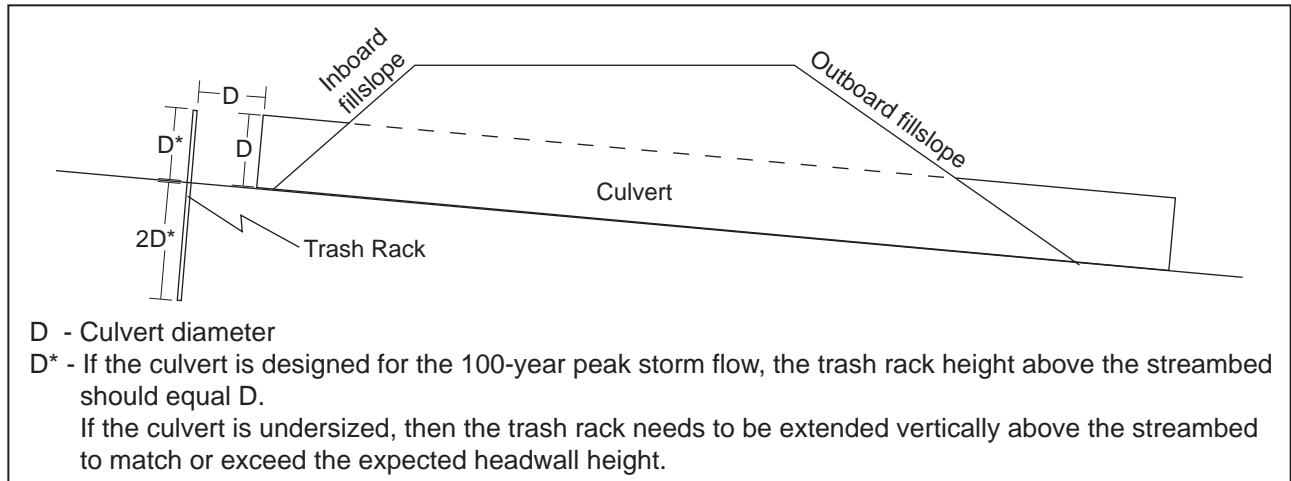 Inboard
fillslope
Outboard fillslope
D
D*
D
Culvert
2D*
Trash Rack
D - Culvert diameter
D* - If the culvert is designed for the 100-year peak storm flow, the trash rack height above the streambed
should equal D.
If the culvert is undersized, then the trash rack needs to be extended vertically above the streambed
to match or exceed the expected headwall height.